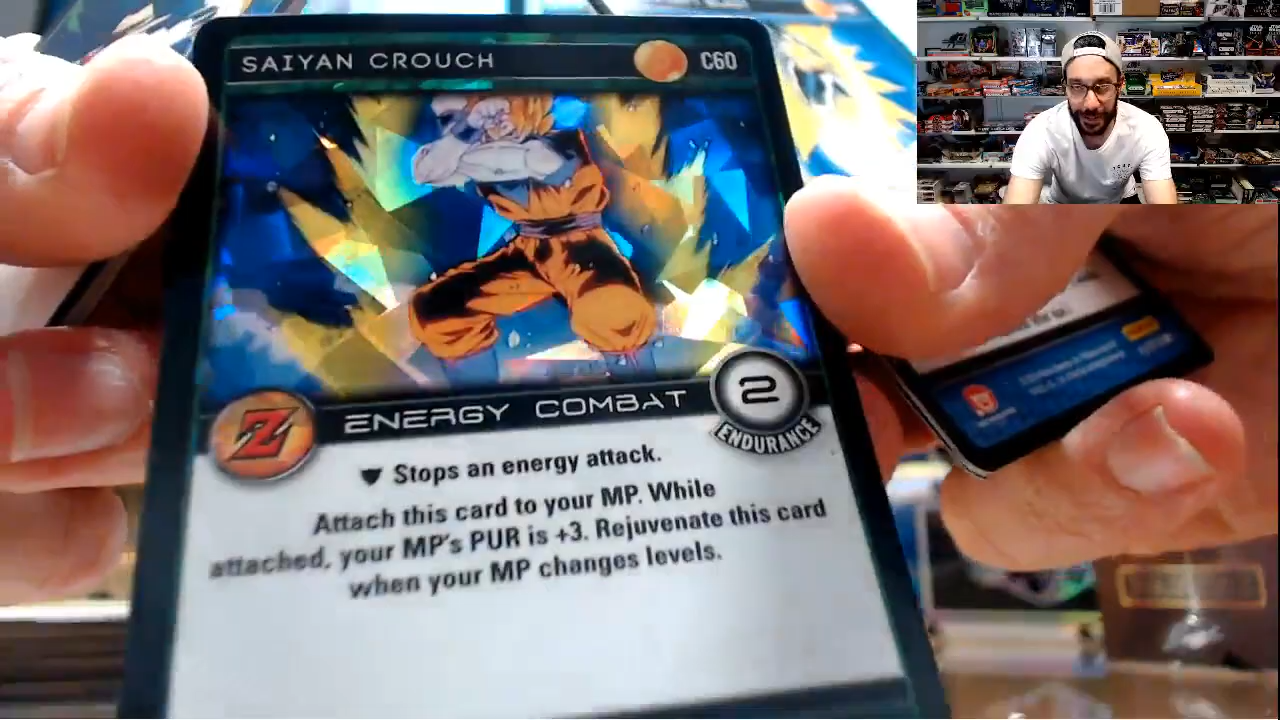 SAIYAN CROUCH
C60
ENERGY COMBAT
2
ENDURANCE
Stops an energy attack.
Attach this card to your MP. While
attached, your MP's PUR is +3. Rejuvenate this card
when your MP changes levels.